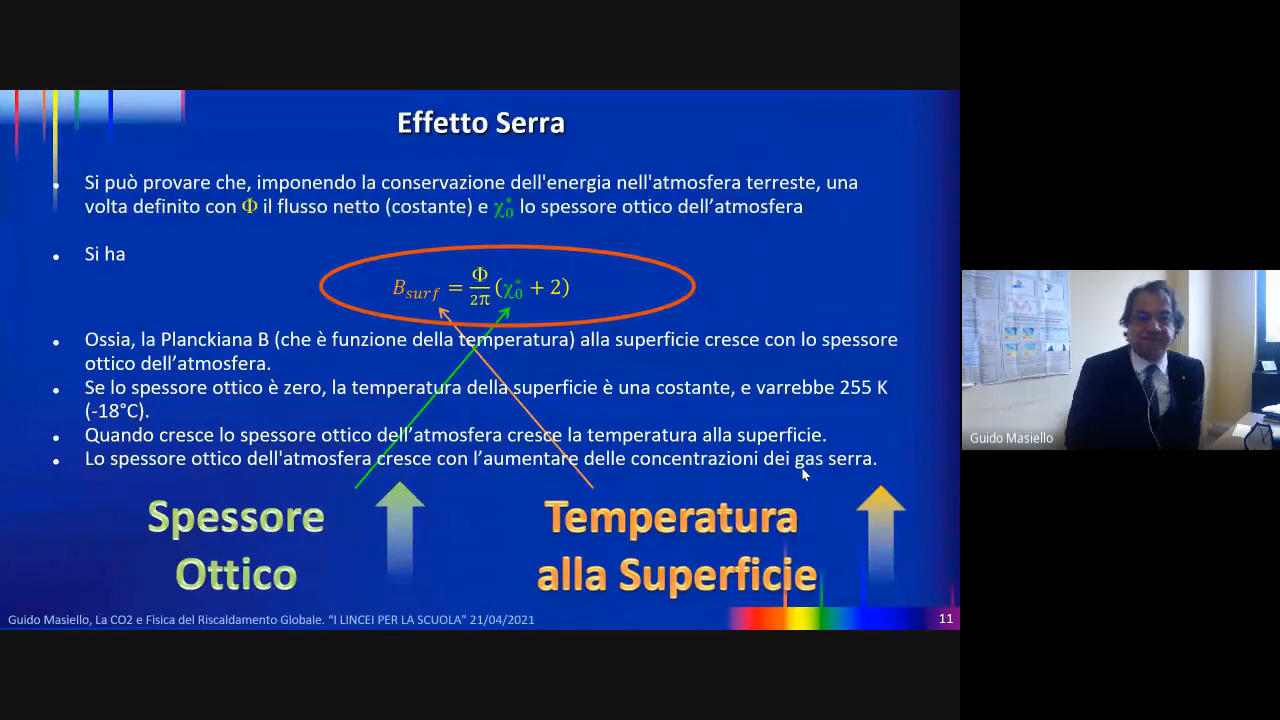 Effetto Serra
Si può provare che, imponendo la conservazione dell'energia nell'atmosfera terreste, una
volta definito con Φ il flusso netto (costante) e χ₀* lo spessore ottico dell’atmosfera
Si ha
B_surf = Φ/2π (χ₀* + 2)
Ossia, la Planckiana B (che è funzione della temperatura) alla superficie cresce con lo spessore
ottico dell’atmosfera.
Se lo spessore ottico è zero, la temperatura della superficie è una costante, e varrebbe 255 K
(-18°C).
Quando cresce lo spessore ottico dell’atmosfera cresce la temperatura alla superficie.
Lo spessore ottico dell'atmosfera cresce con l’aumentare delle concentrazioni dei gas serra.
Spessore
Ottico
Temperatura
alla Superficie
Guido Masiello, La CO2 e Fisica del Riscaldamento Globale. “I LINCEI PER LA SCUOLA” 21/04/2021
11
Guido Masiello